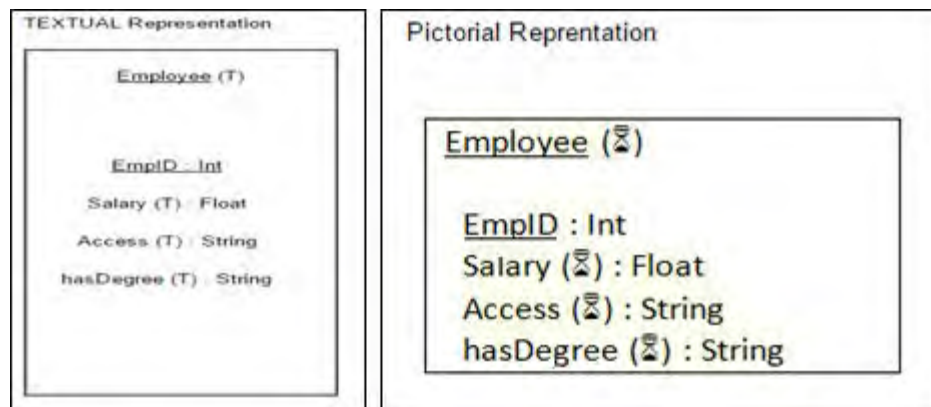 TEXTUAL Representation
Employee (T)
EmpID : Int
Salary (T) : Float
Access (T) : String
hasDegree (T) : String
Pictorial Reprentation
Employee (⌛)
EmpID : Int
Salary (⌛) : Float
Access (⌛) : String
hasDegree (⌛) : String